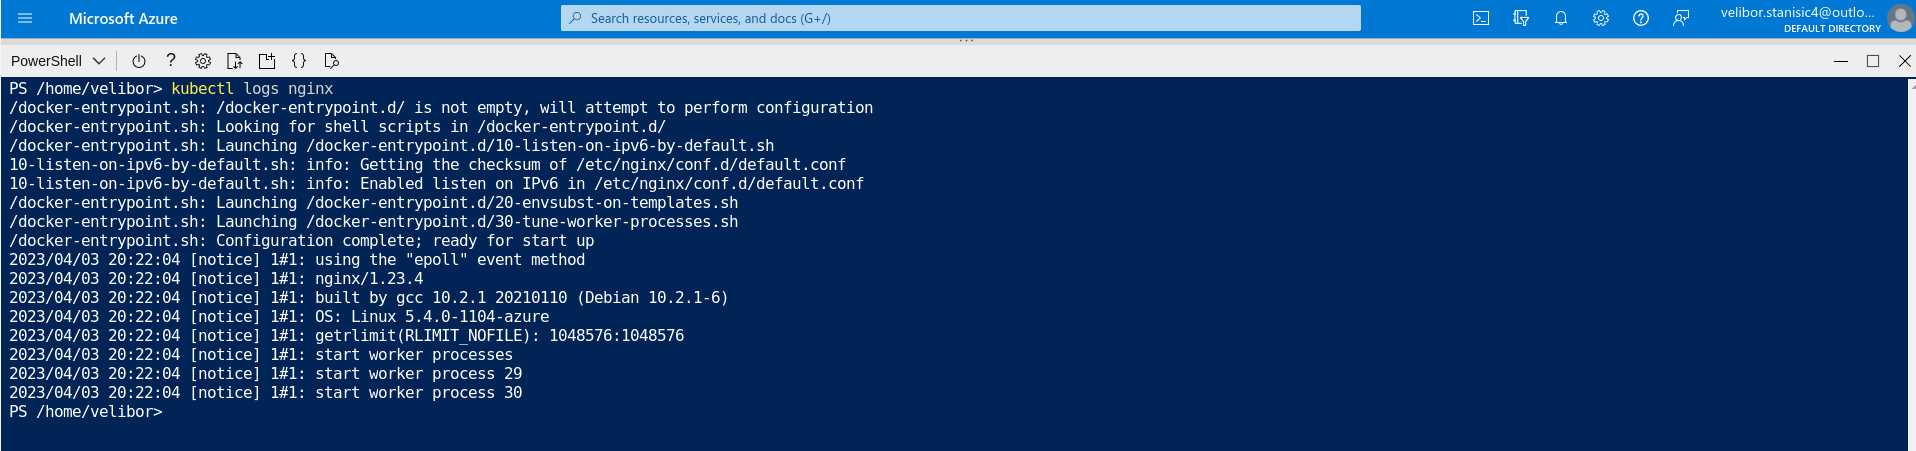 Microsoft Azure
Search resources, services, and docs (G+/)
velibor.stanisic4@outlo...
DEFAULT DIRECTORY
PowerShell
PS /home/velibor> kubectl logs nginx
/docker-entrypoint.sh: /docker-entrypoint.d/ is not empty, will attempt to perform configuration
/docker-entrypoint.sh: Looking for shell scripts in /docker-entrypoint.d/
/docker-entrypoint.sh: Launching /docker-entrypoint.d/10-listen-on-ipv6-by-default.sh
10-listen-on-ipv6-by-default.sh: info: Getting the checksum of /etc/nginx/conf.d/default.conf
10-listen-on-ipv6-by-default.sh: info: Enabled listen on IPv6 in /etc/nginx/conf.d/default.conf
/docker-entrypoint.sh: Launching /docker-entrypoint.d/20-envsubst-on-templates.sh
/docker-entrypoint.sh: Launching /docker-entrypoint.d/30-tune-worker-processes.sh
/docker-entrypoint.sh: Configuration complete; ready for start up
2023/04/03 20:22:04 [notice] 1#1: using the "epoll" event method
2023/04/03 20:22:04 [notice] 1#1: nginx/1.23.4
2023/04/03 20:22:04 [notice] 1#1: built by gcc 10.2.1 20210110 (Debian 10.2.1-6)
2023/04/03 20:22:04 [notice] 1#1: OS: Linux 5.4.0-1104-azure
2023/04/03 20:22:04 [notice] 1#1: getrlimit(RLIMIT_NOFILE): 1048576:1048576
2023/04/03 20:22:04 [notice] 1#1: start worker processes
2023/04/03 20:22:04 [notice] 1#1: start worker process 29
2023/04/03 20:22:04 [notice] 1#1: start worker process 30
PS /home/velibor>